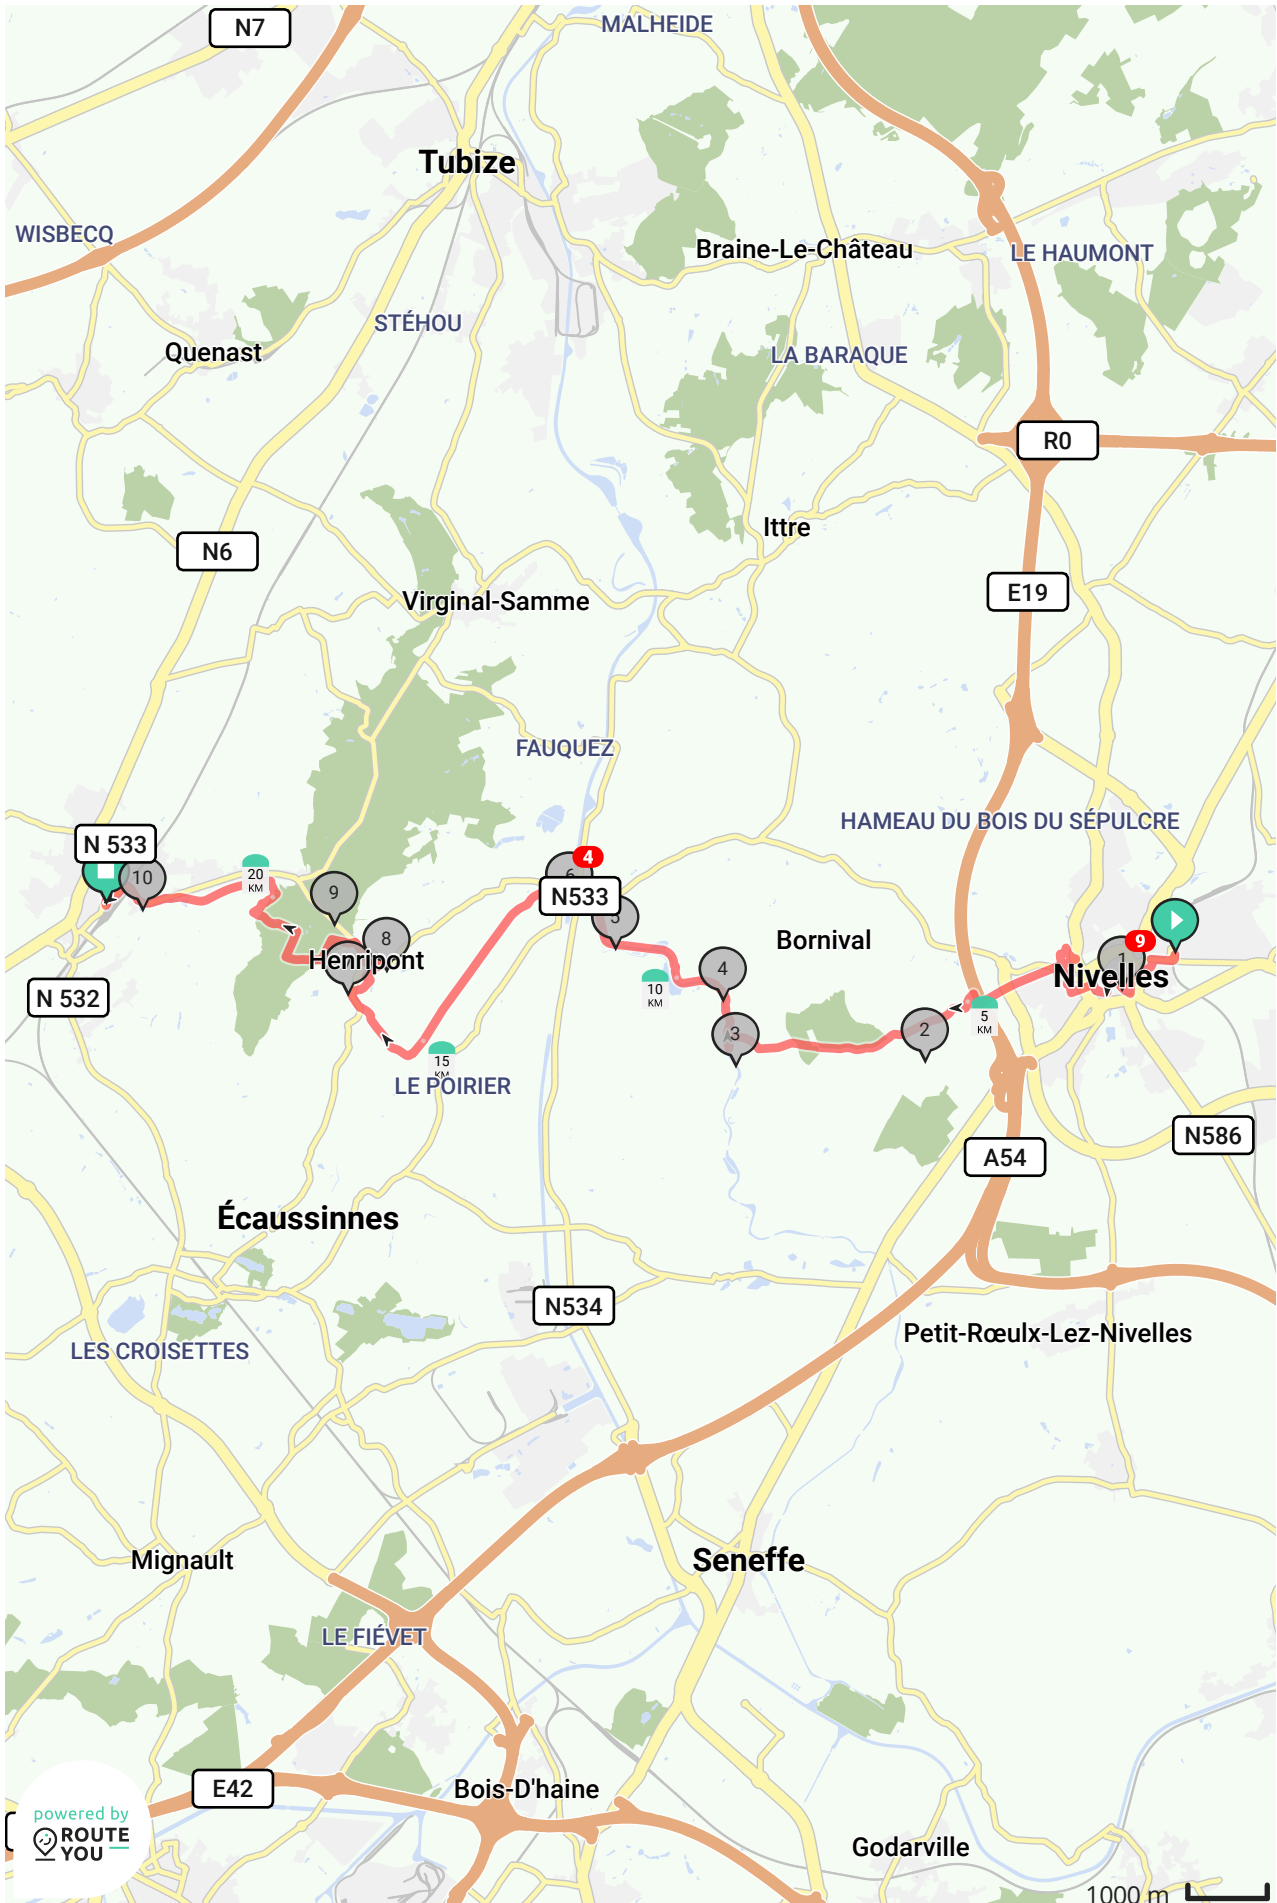 N7
MALHEIDE
Tubize
WISBECQ
Braine-Le-Château
LE HAUMONT
STÉHOU
Quenast
LA BARAQUE
R0
Ittre
N6
E19
Virginal-Samme
FAUQUEZ
HAMEAU DU BOIS DU SÉPULCRE
N 533
4
20
KM
10
9
6
N533
5
8
Bornival
9
1
Henripont
4
Nivelles
10
KM
N 532
5
KM
2
3
15
KM
LE POIRIER
N586
A54
Écaussinnes
N534
Petit-Rœulx-Lez-Nivelles
LES CROISETTES
Mignault
Seneffe
LE FIÉVET
E42
Bois-D'haine
powered by
ROUTE
YOU
Godarville
1000 m